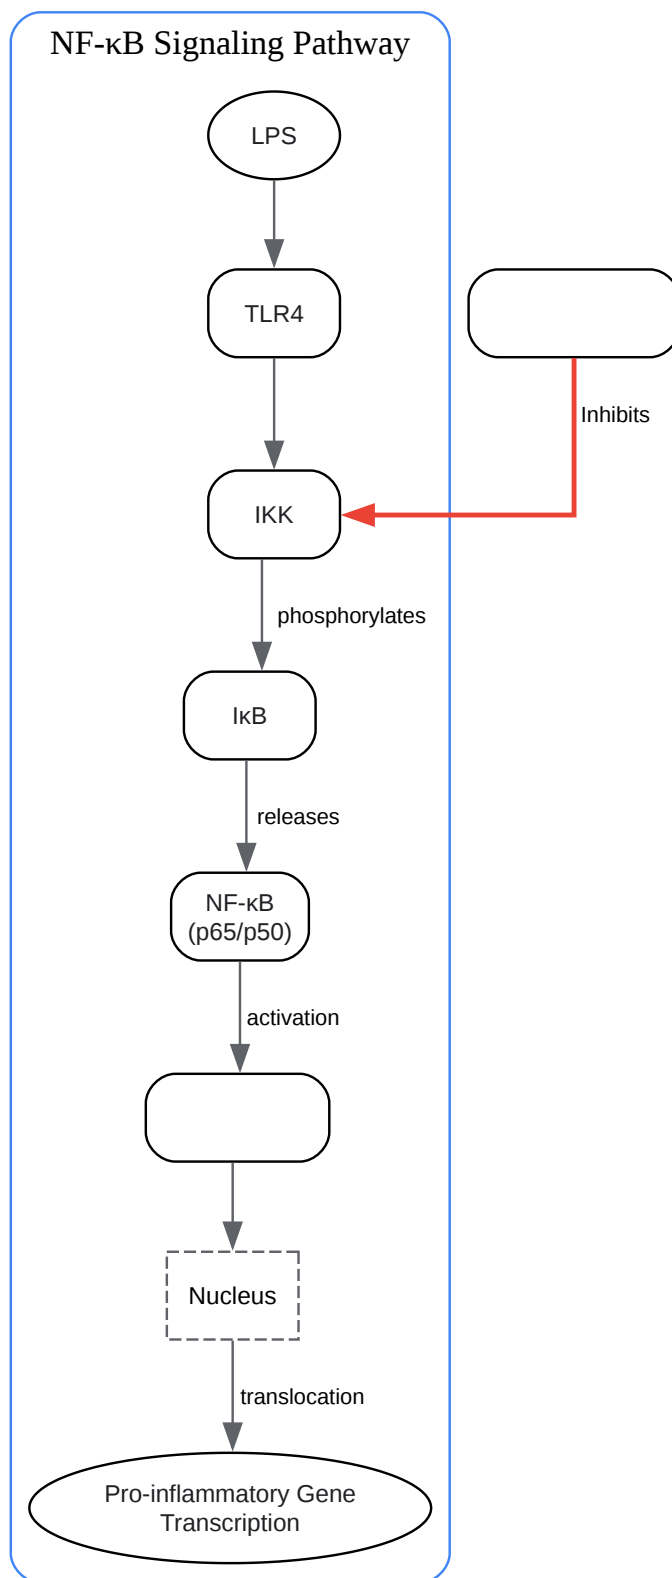 NF-κB Signaling Pathway
LPS
TLR4
Inhibits
IKK
phosphorylates
IκB
releases
NF-κB
(p65/p50)
activation
Nucleus
translocation
Pro-inflammatory Gene
Transcription